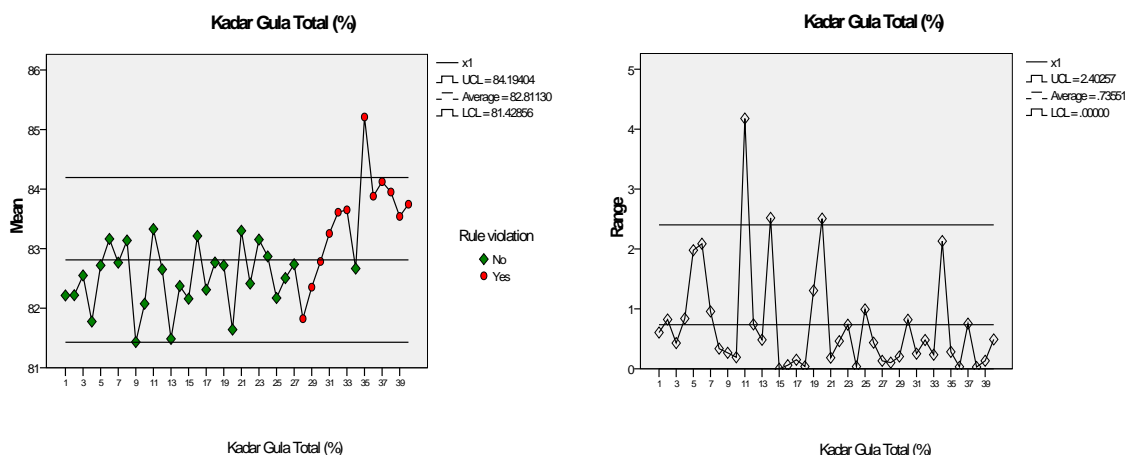 Kadar Gula Total (%)
86
85
84
83
82
81
Mean
1 3 5 7 9 11 13 15 17 19 21 23 25 27 29 31 33 35 37 39
Kadar Gula Total (%)
x1
UCL = 84.19404
Average = 82.81130
LCL = 81.42856
Rule violation
No
Yes
Kadar Gula Total (%)
5
4
3
2
1
0
Range
1 3 5 7 9 11 13 15 17 19 21 23 25 27 29 31 33 35 37 39
Kadar Gula Total (%)
x1
UCL = 2.40257
Average = .73551
LCL = .00000